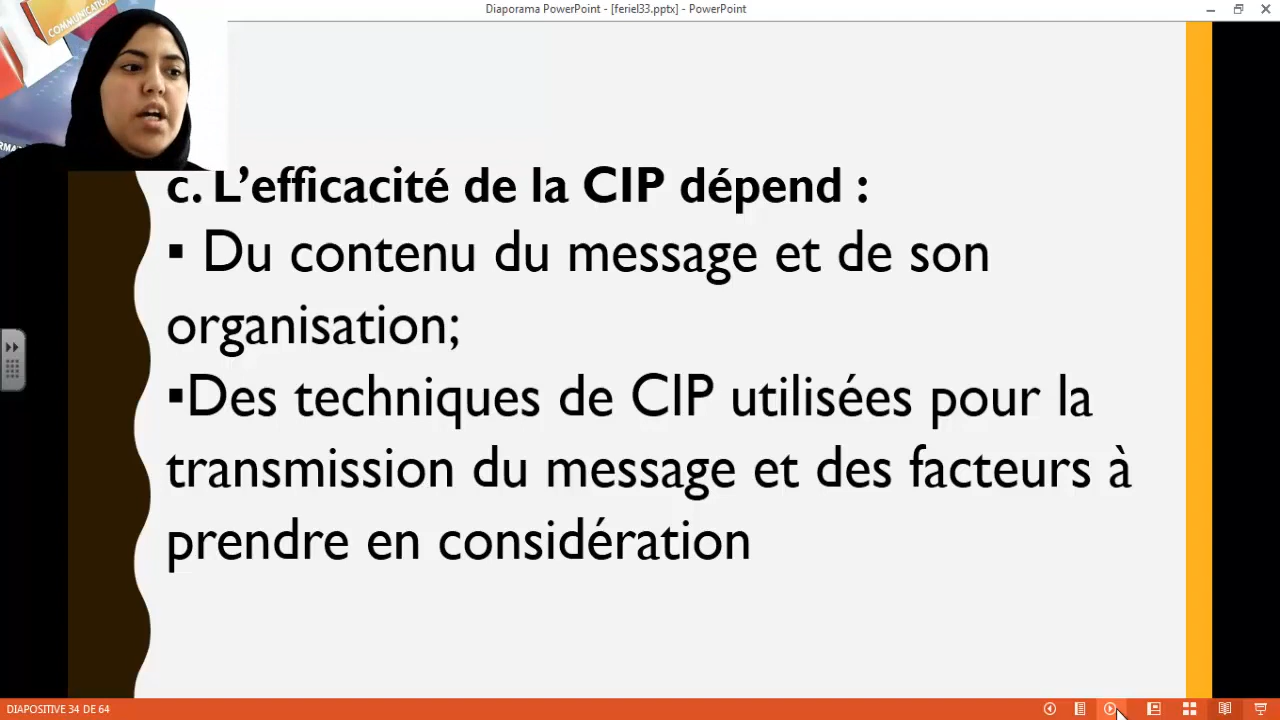 Diaporama PowerPoint - [feriel33.pptx] - PowerPoint
COMMUNICATION
c. L’efficacité de la CIP dépend :
▪ Du contenu du message et de son
organisation;
▪Des techniques de CIP utilisées pour la
transmission du message et des facteurs à
prendre en considération
DIAPOSITIVE 34 DE 64